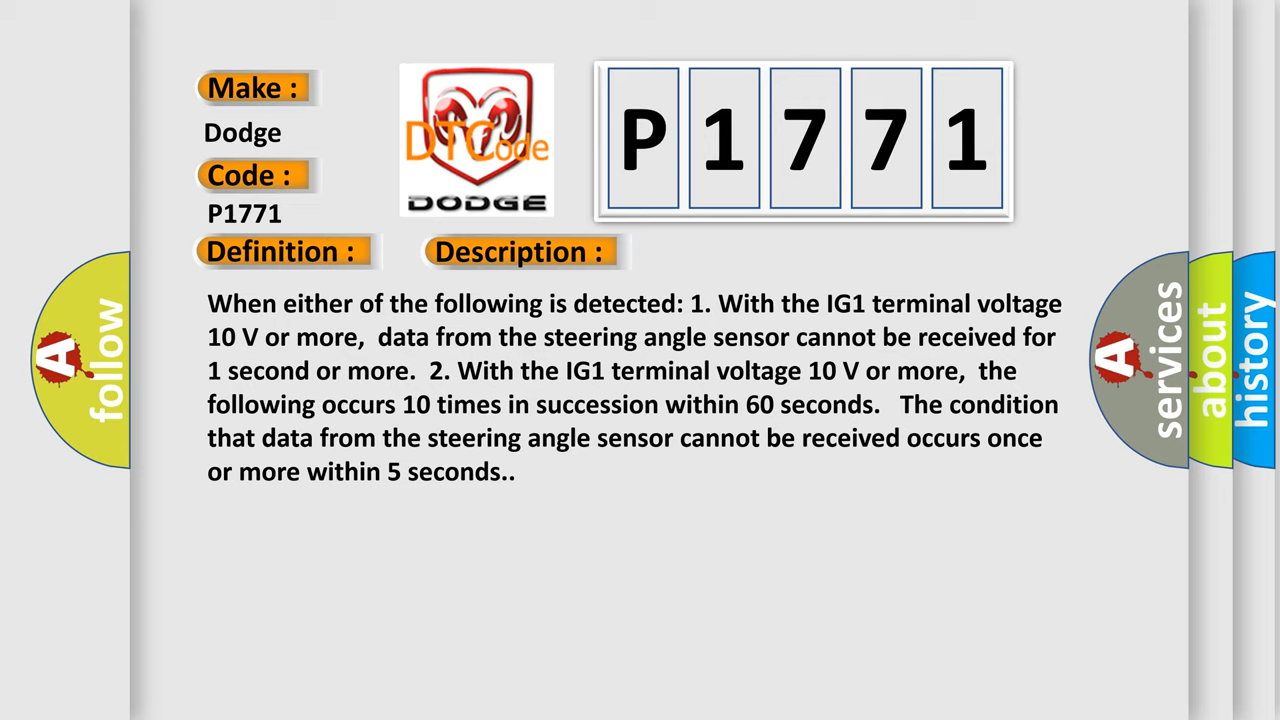 Make :
Dodge
Code :
P1771
Definition :
Description :
DTCode
DODGE
P1771
When either of the following is detected: 1. With the IG1 terminal voltage
10 V or more,  data from the steering angle sensor cannot be received for
1 second or more.  2. With the IG1 terminal voltage 10 V or more,  the
following occurs 10 times in succession within 60 seconds.   The condition
that data from the steering angle sensor cannot be received occurs once
or more within 5 seconds..
A
follow
A
services
about
history